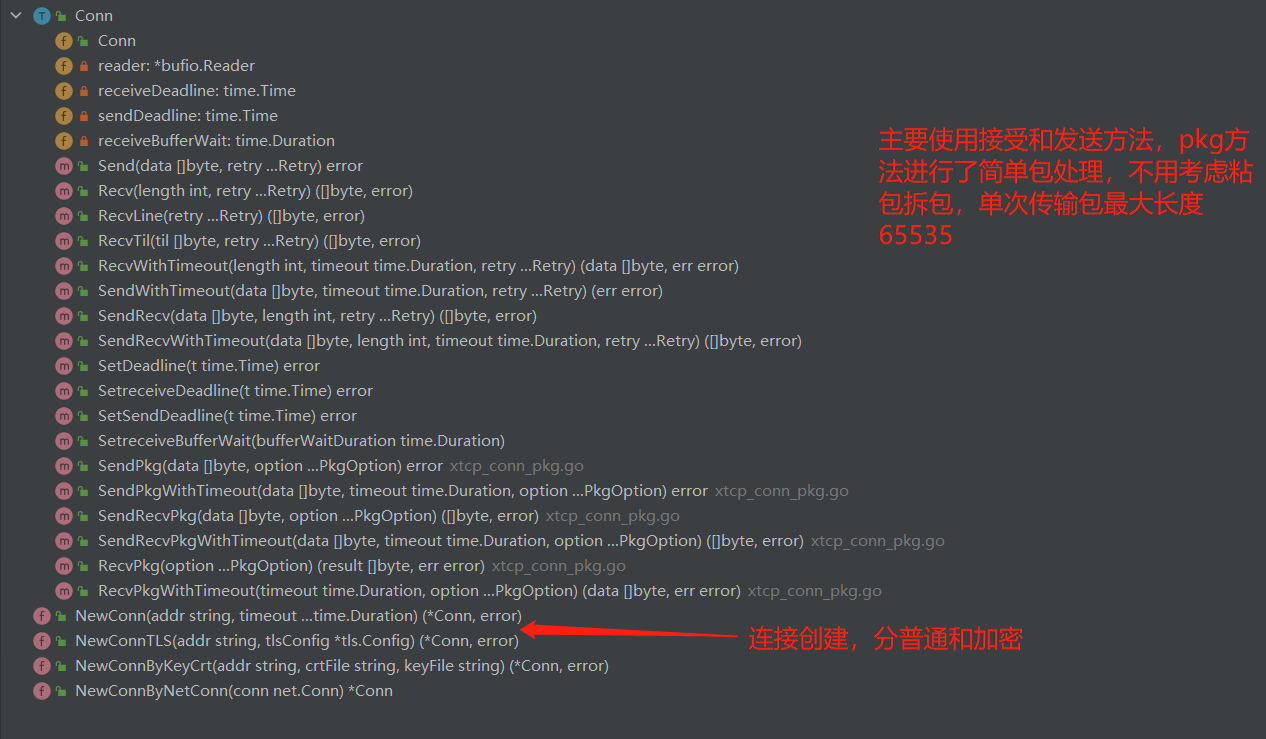 Conn
Conn
reader: *bufio.Reader
receiveDeadline: time.Time
sendDeadline: time.Time
receiveBufferWait: time.Duration
Send(data []byte, retry ...Retry) error
Recv(length int, retry ...Retry) ([]byte, error)
RecvLine(retry ...Retry) ([]byte, error)
RecvTil(til []byte, retry ...Retry) ([]byte, error)
RecvWithTimeout(length int, timeout time.Duration, retry ...Retry) (data []byte, err error)
SendWithTimeout(data []byte, timeout time.Duration, retry ...Retry) (err error)
SendRecv(data []byte, length int, retry ...Retry) ([]byte, error)
SendRecvWithTimeout(data []byte, length int, timeout time.Duration, retry ...Retry) ([]byte, error)
SetDeadline(t time.Time) error
SetreceiveDeadline(t time.Time) error
SetSendDeadline(t time.Time) error
SetreceiveBufferWait(bufferWaitDuration time.Duration)
SendPkg(data []byte, option ...PkgOption) error xtcp_conn_pkg.go
SendPkgWithTimeout(data []byte, timeout time.Duration, option ...PkgOption) error xtcp_conn_pkg.go
SendRecvPkg(data []byte, option ...PkgOption) ([]byte, error) xtcp_conn_pkg.go
SendRecvPkgWithTimeout(data []byte, timeout time.Duration, option ...PkgOption) ([]byte, error) xtcp_conn_pkg.go
RecvPkg(option ...PkgOption) (result []byte, err error) xtcp_conn_pkg.go
RecvPkgWithTimeout(timeout time.Duration, option ...PkgOption) (data []byte, err error) xtcp_conn_pkg.go
NewConn(addr string, timeout ...time.Duration) (*Conn, error)
NewConnTLS(addr string, tlsConfig *tls.Config) (*Conn, error)
NewConnByKeyCrt(addr string, crtFile string, keyFile string) (*Conn, error)
NewConnByNetConn(conn net.Conn) *Conn
主要使用接受和发送方法，pkg方
法进行了简单包处理，不用考虑粘
包拆包，单次传输包最大长度
65535
连接创建，分普通和加密